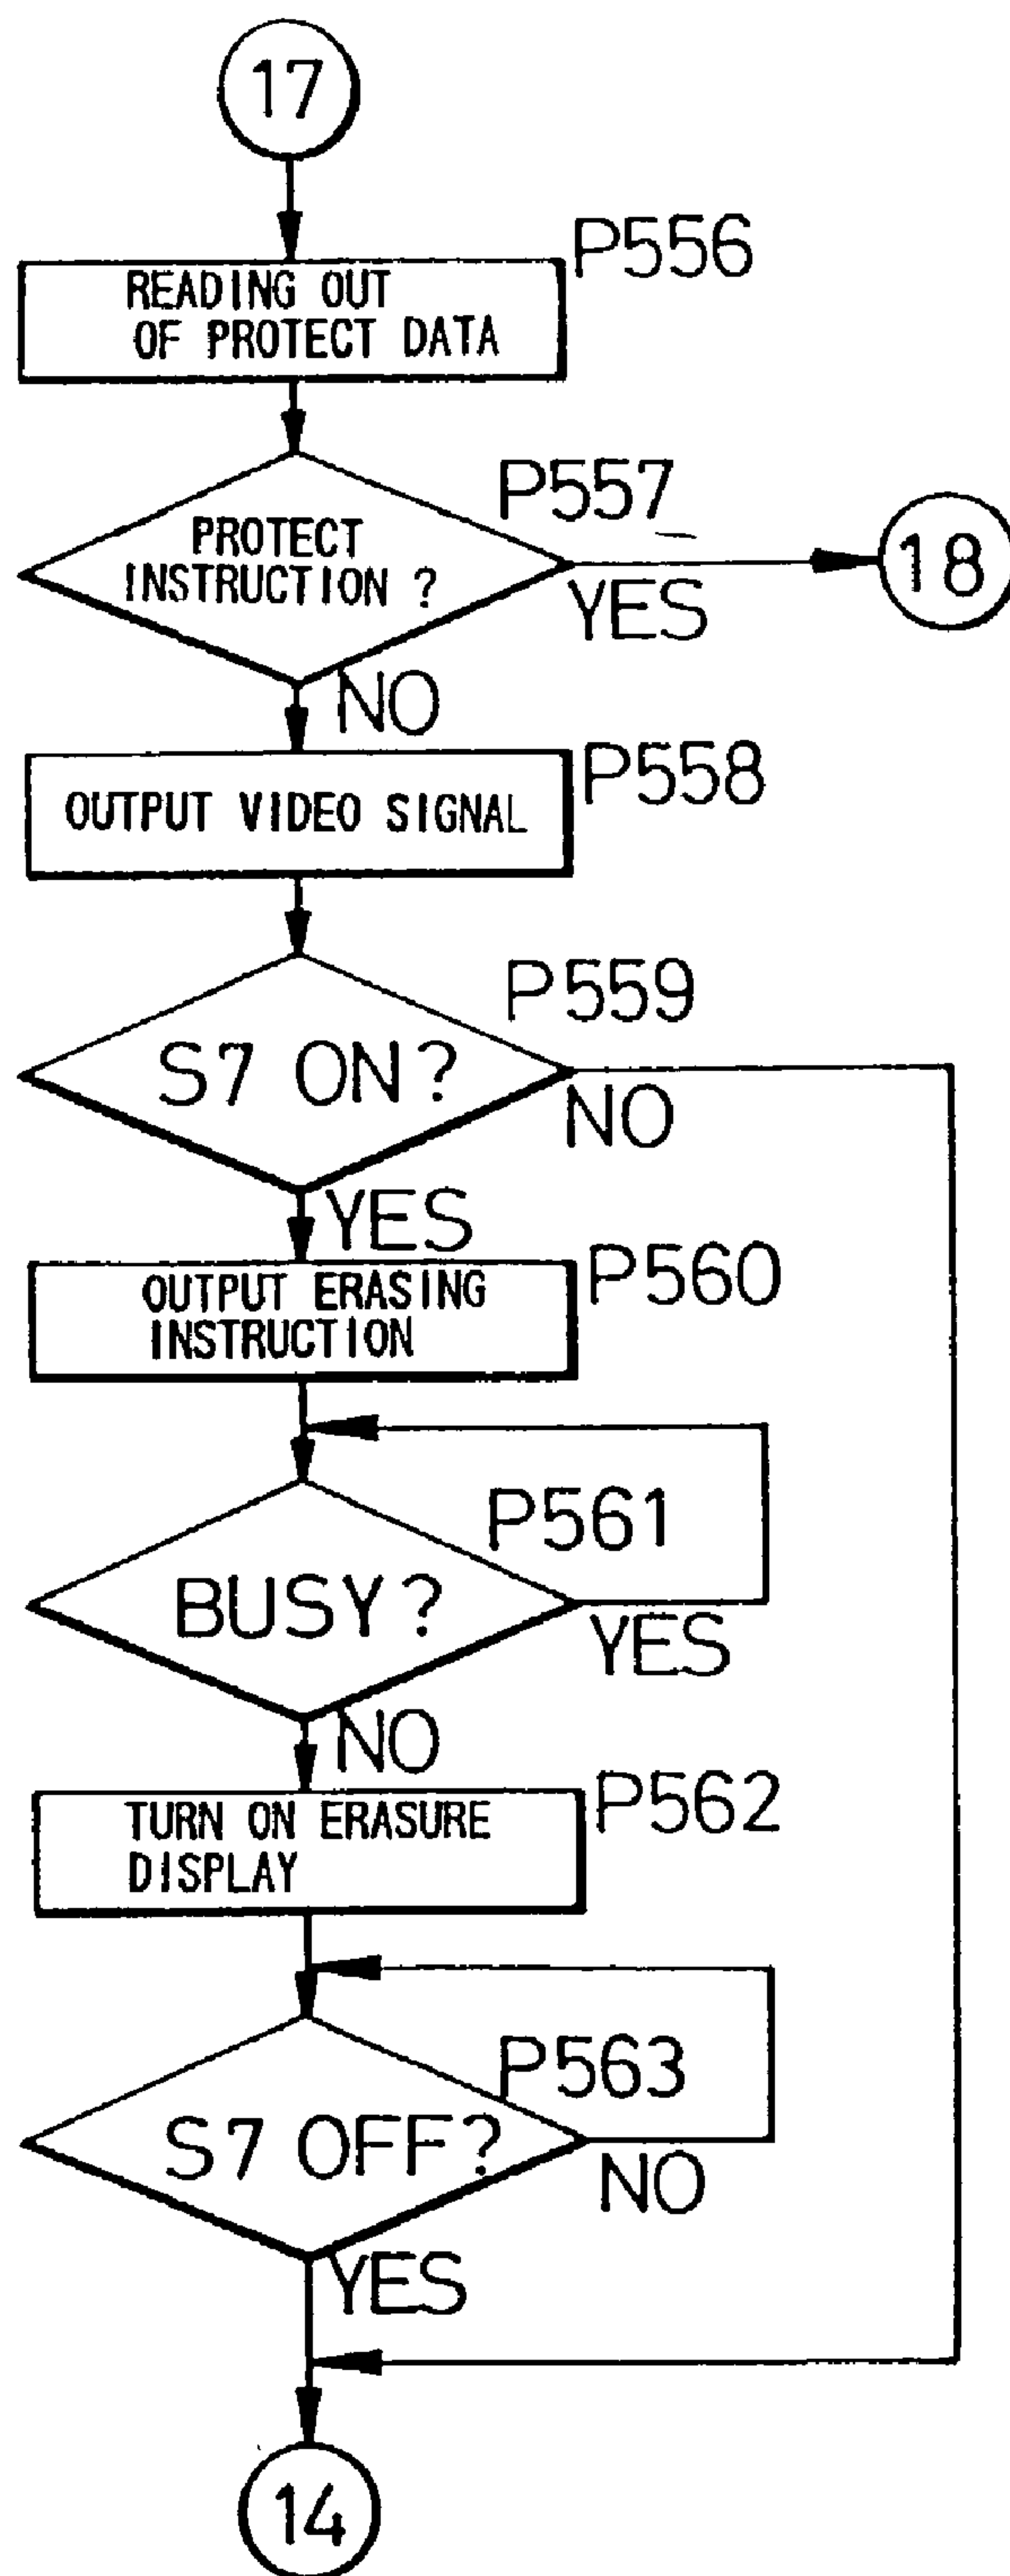 17
P556
READING OUT
OF PROTECT DATA
P557
PROTECT
INSTRUCTION ?
YES
18
NO
P558
OUTPUT VIDEO SIGNAL
P559
S7 ON?
NO
YES
P560
OUTPUT ERASING
INSTRUCTION
P561
BUSY?
YES
NO
P562
TURN ON ERASURE
DISPLAY
P563
S7 OFF?
NO
YES
14